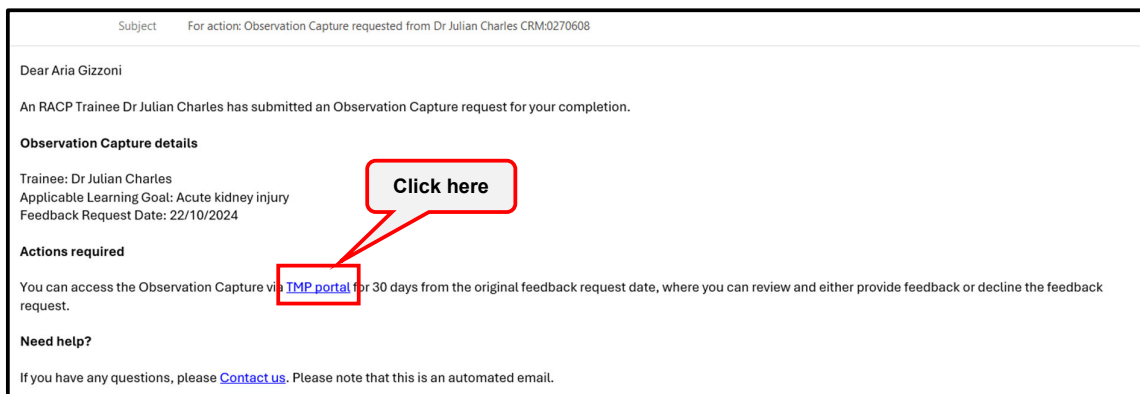 Subject For action: Observation Capture requested from Dr Julian Charles CRM:0270608
Dear Aria Gizzoni
An RACP Trainee Dr Julian Charles has submitted an Observation Capture request for your completion.
Observation Capture details
Trainee: Dr Julian Charles
Applicable Learning Goal: Acute kidney injury
Feedback Request Date: 22/10/2024
Click here
Actions required
You can access the Observation Capture via TMP portal for 30 days from the original feedback request date, where you can review and either provide feedback or decline the feedback
request.
Need help?
If you have any questions, please Contact us. Please note that this is an automated email.